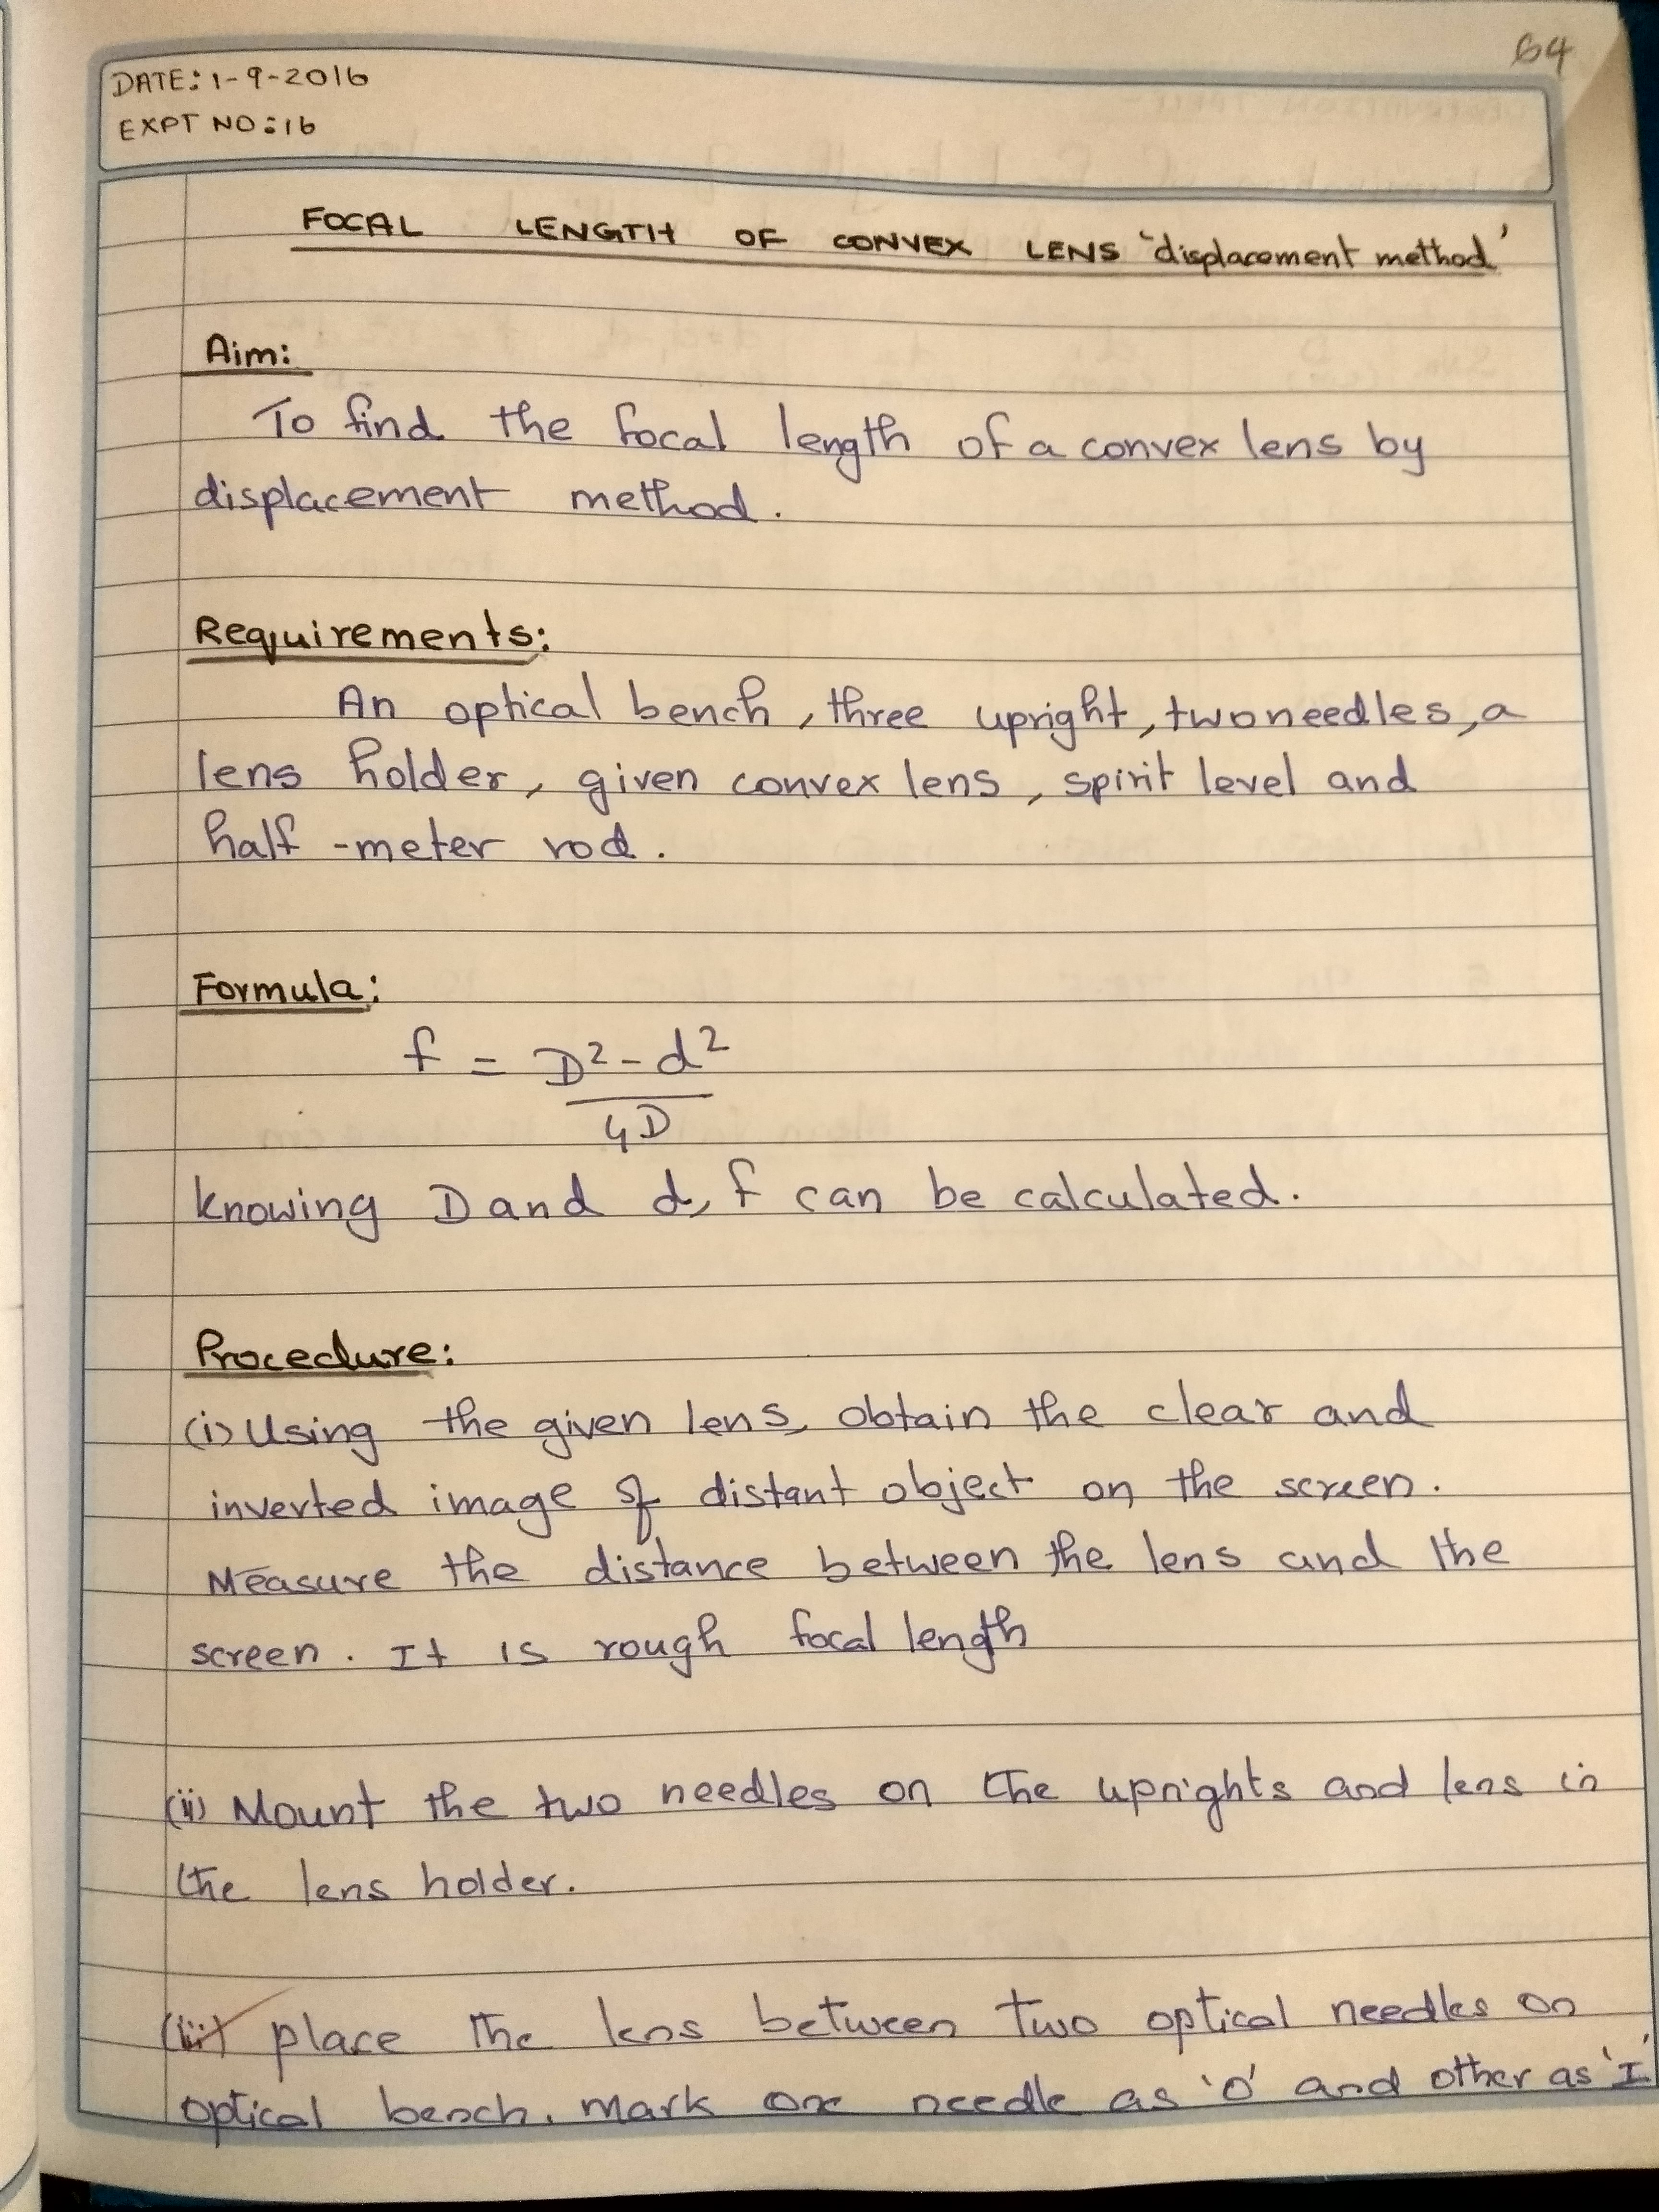 64
DATE: 1-9-2016
EXPT NO: 16
FOCAL LENGTH OF CONVEX LENS 'displacement method'
Aim:
To find the focal length of a convex lens by
displacement method.
Requirements:
An optical bench, three upright, two needles, a
lens holder, given convex lens, spirit level and
half-meter rod.
Formula:
f = D² - d²
4D
knowing D and d, f can be calculated.
Procedure:
(i) Using the given lens, obtain the clear and
inverted image of distant object on the screen.
Measure the distance between the lens and the
screen. It is rough focal length
(ii) Mount the two needles on the uprights and lens in
the lens holder.
(iii) place the lens between two optical needles on
optical bench. mark one needle as 'O' and other as 'I'